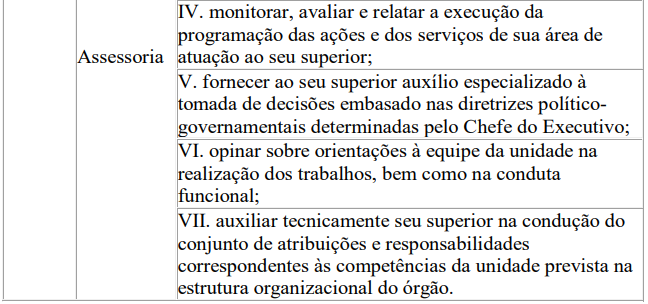 Assessoria
IV. monitorar, avaliar e relatar a execução da
programação das ações e dos serviços de sua área de
atuação ao seu superior;
V. fornecer ao seu superior auxílio especializado à
tomada de decisões embasado nas diretrizes político-
governamentais determinadas pelo Chefe do Executivo;
VI. opinar sobre orientações à equipe da unidade na
realização dos trabalhos, bem como na conduta
funcional;
VII. auxiliar tecnicamente seu superior na condução do
conjunto de atribuições e responsabilidades
correspondentes às competências da unidade prevista na
estrutura organizacional do órgão.